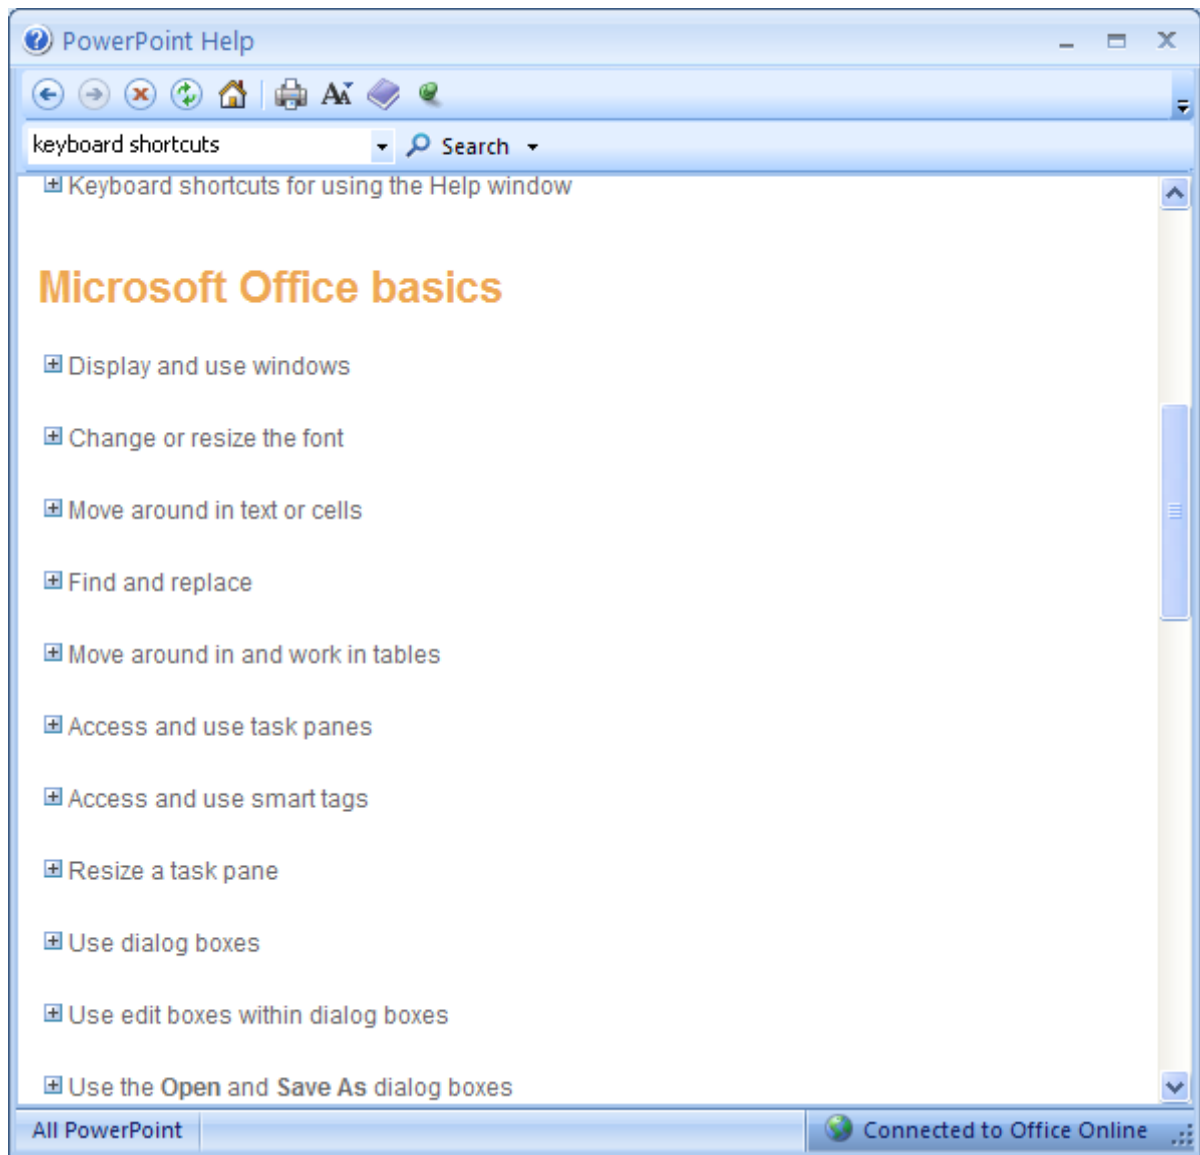 PowerPoint Help
keyboard shortcuts
Search
Keyboard shortcuts for using the Help window
Microsoft Office basics
Display and use windows
Change or resize the font
Move around in text or cells
Find and replace
Move around in and work in tables
Access and use task panes
Access and use smart tags
Resize a task pane
Use dialog boxes
Use edit boxes within dialog boxes
Use the Open and Save As dialog boxes
All PowerPoint
Connected to Office Online